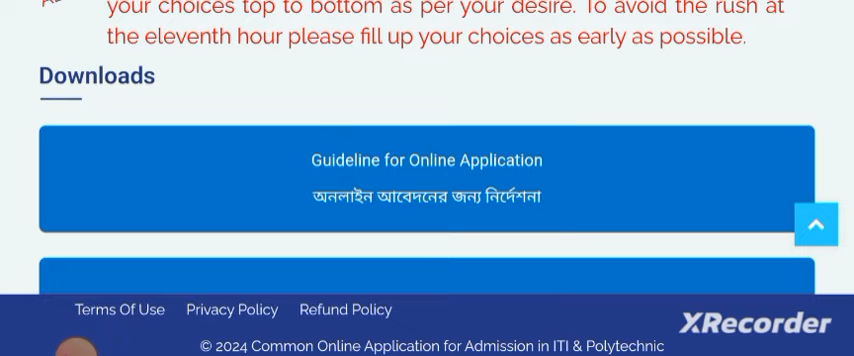 your choices top to bottom as per your desire. To avoid the rush at
the eleventh hour please fill up your choices as early as possible.
Downloads
Guideline for Online Application
অনলাইন আবেদনের জন্য নির্দেশনা
Terms Of Use Privacy Policy Refund Policy
XRecorder
© 2024 Common Online Application for Admission in ITI & Polytechnic